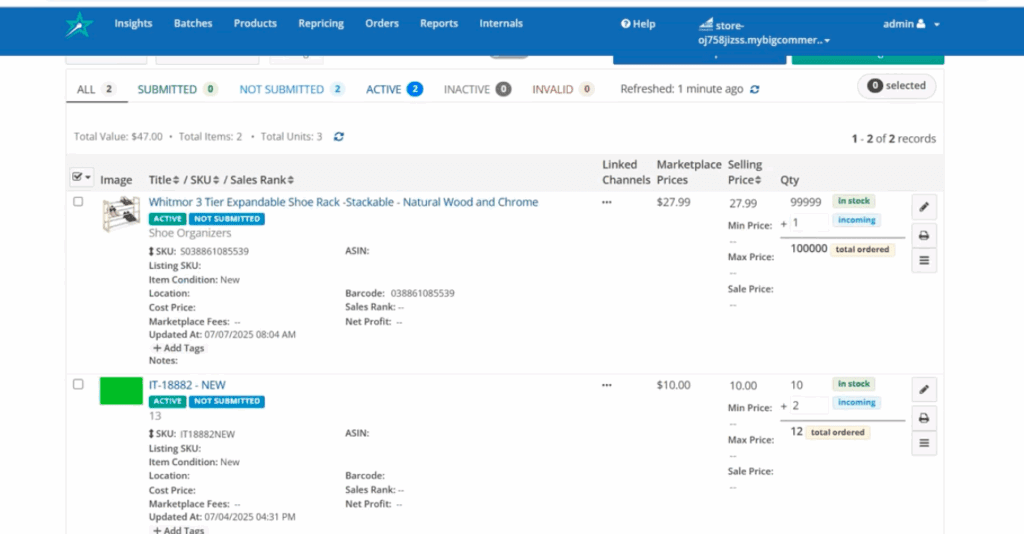 Insights Batches Products Repricing Orders Reports Internals Help store- admin
oj758jizss.mybigcommer..
ALL 2 SUBMITTED 0 NOT SUBMITTED 2 ACTIVE 2 INACTIVE 0 INVALID 0 Refreshed: 1 minute ago 0 selected
Total Value: $47.00 • Total Items: 2 • Total Units: 3 1 - 2 of 2 records
Linked Marketplace Selling
Image Title / SKU / Sales Rank Channels Prices Price Qty
Whitmor 3 Tier Expandable Shoe Rack -Stackable - Natural Wood and Chrome ••• $27.99 27.99 99999 in stock
ACTIVE NOT SUBMITTED Min Price: + 1 incoming
Shoe Organizers --
SKU: S038861085539 ASIN: Max Price: 100000 total ordered
Listing SKU: --
Item Condition: New Sale Price:
Location: Barcode: 038861085539 --
Cost Price: Sales Rank: --
Marketplace Fees: -- Net Profit: --
Updated At: 07/07/2025 08:04 AM
+ Add Tags
Notes:
IT-18882 - NEW ••• $10.00 10.00 10 in stock
ACTIVE NOT SUBMITTED Min Price: + 2 incoming
13 --
SKU: IT18882NEW ASIN: Max Price: 12 total ordered
Listing SKU: --
Item Condition: New Sale Price:
Location: Barcode: --
Cost Price: Sales Rank: --
Marketplace Fees: -- Net Profit: --
Updated At: 07/04/2025 04:31 PM
+ Add Tags